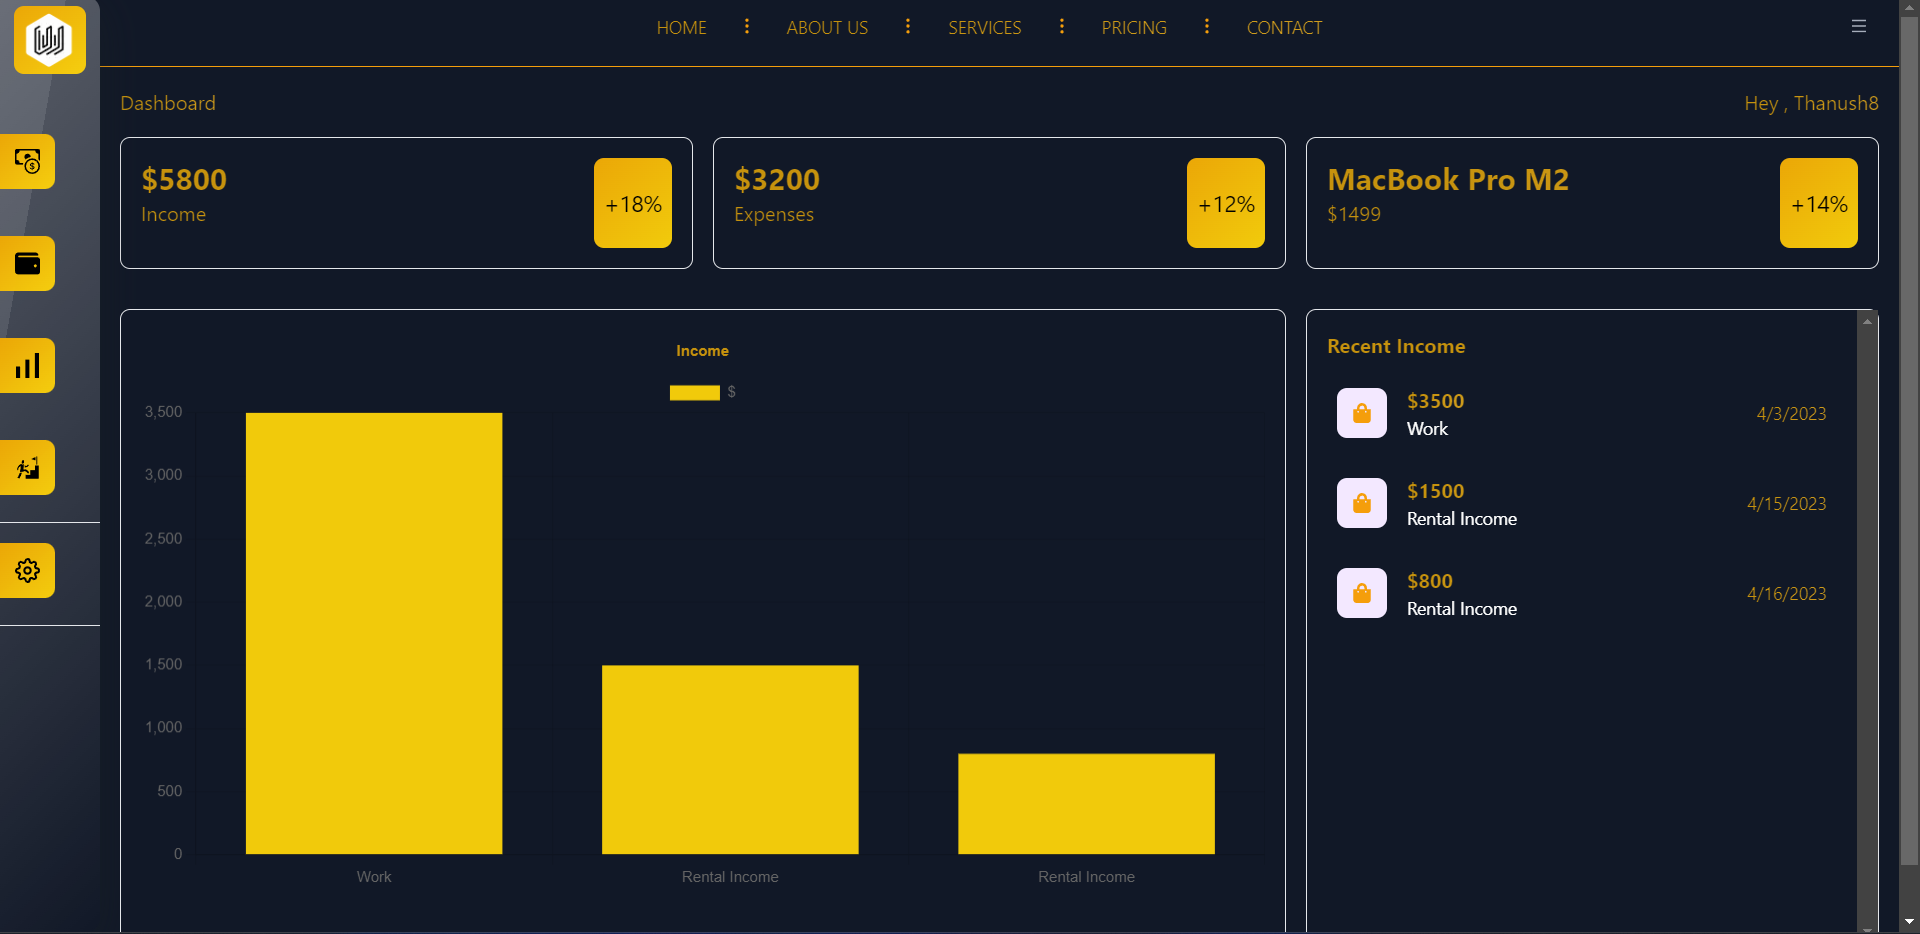 HOME ABOUT US SERVICES PRICING CONTACT
Dashboard
Hey , Thanush8
$5800
Income
+18%
$3200
Expenses
+12%
MacBook Pro M2
$1499
+14%
Income
$
3,500
3,000
2,500
2,000
1,500
1,000
500
0
Work Rental Income Rental Income
Recent Income
$3500
Work
4/3/2023
$1500
Rental Income
4/15/2023
$800
Rental Income
4/16/2023